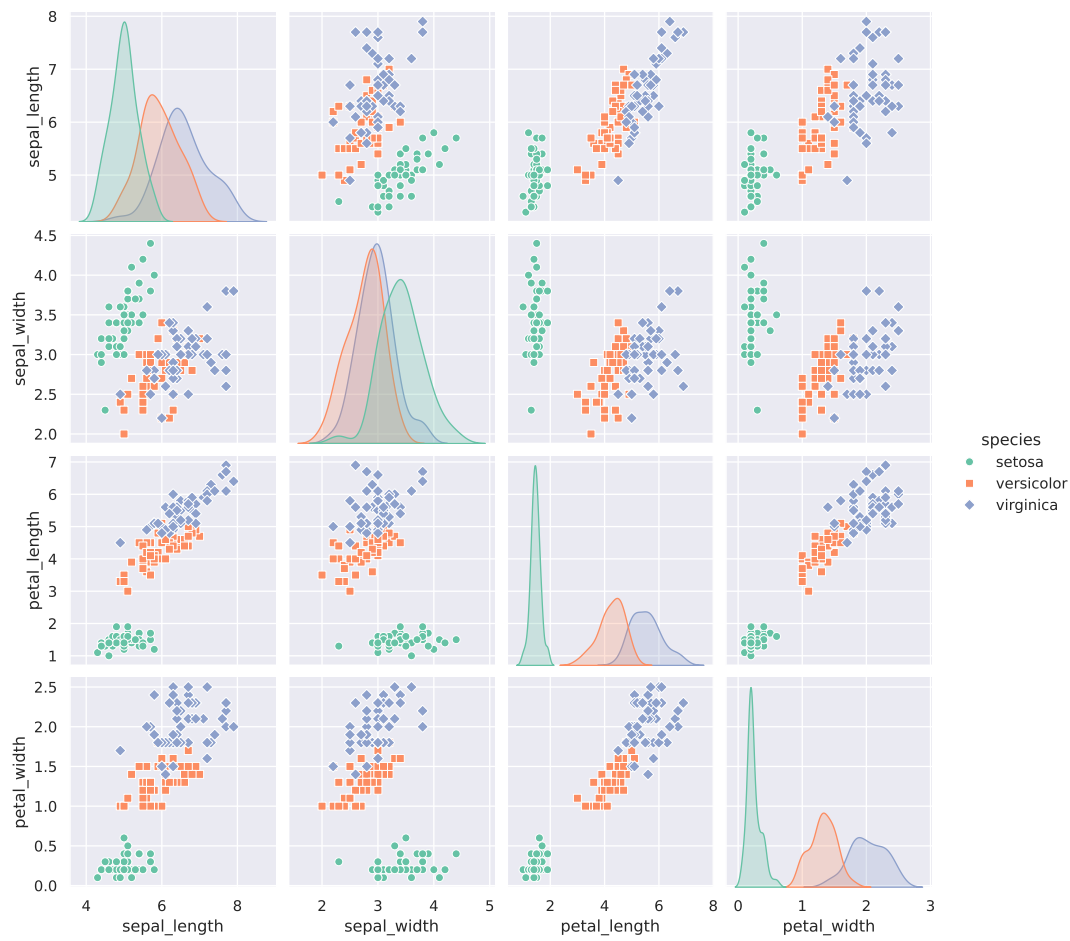 8
7
6
5
sepal_length
4.5
4.0
3.5
3.0
2.5
2.0
sepal_width
7
6
5
4
3
2
1
petal_length
2.5
2.0
1.5
1.0
0.5
0.0
petal_width
4 6 8
sepal_length
2 3 4 5
sepal_width
2 4 6 8
petal_length
0 1 2 3
petal_width
species
setosa
versicolor
virginica